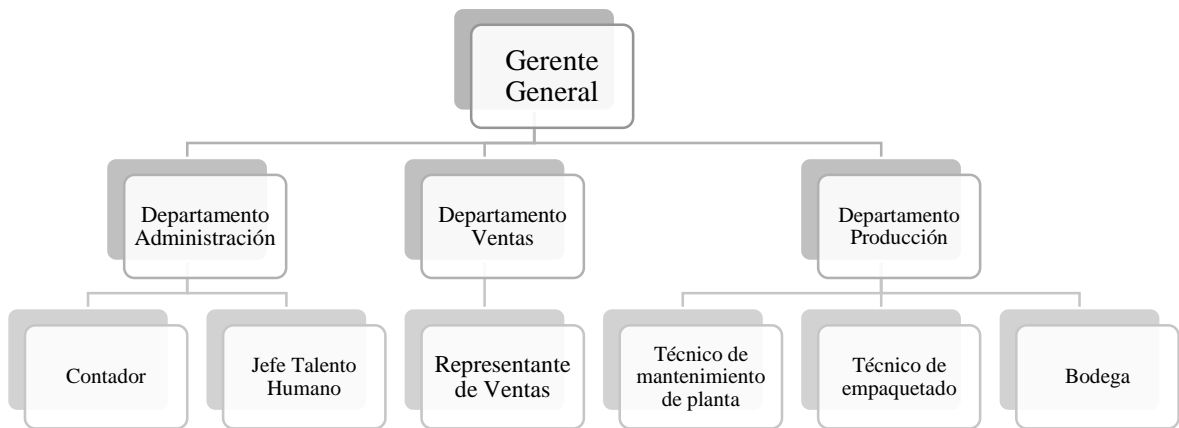 Gerente
General
Departamento
Administración
Departamento
Ventas
Departamento
Producción
Contador
Jefe Talento
Humano
Representante
de Ventas
Técnico de
mantenimiento
de planta
Técnico de
empaquetado
Bodega